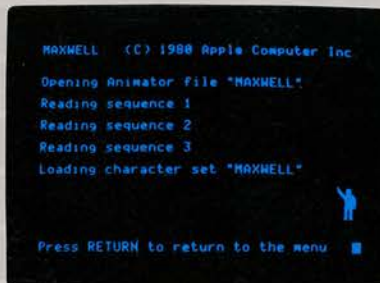 MAXWELL (C) 1980 Apple Computer Inc
Opening Animator file "MAXWELL".
Reading sequence 1
Reading sequence 2
Reading sequence 3
Loading character set "MAXWELL"
Press RETURN to return to the menu